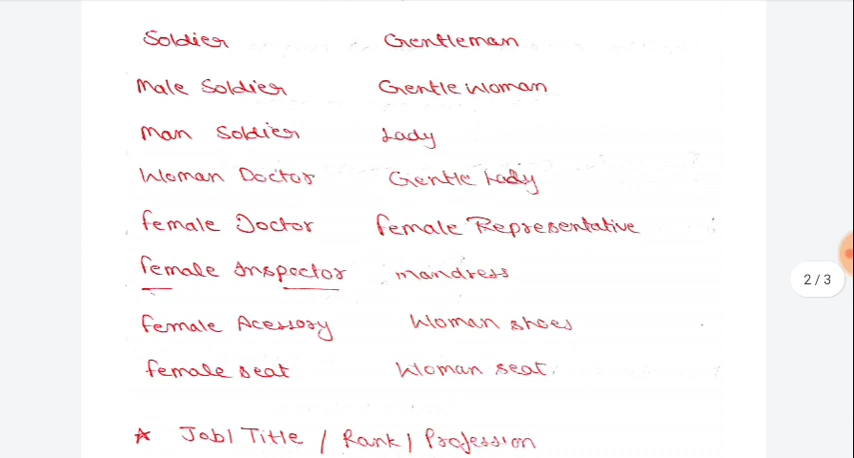 Soldier Gentleman
Male Soldier Gentle woman
Man Soldier Lady
Woman Doctor Gentle Lady
female Doctor female Representative
female Inspector mandress
female Acessory Woman shoes
female seat Woman seat.
2 / 3
☆ Job / Title / Rank / Profession